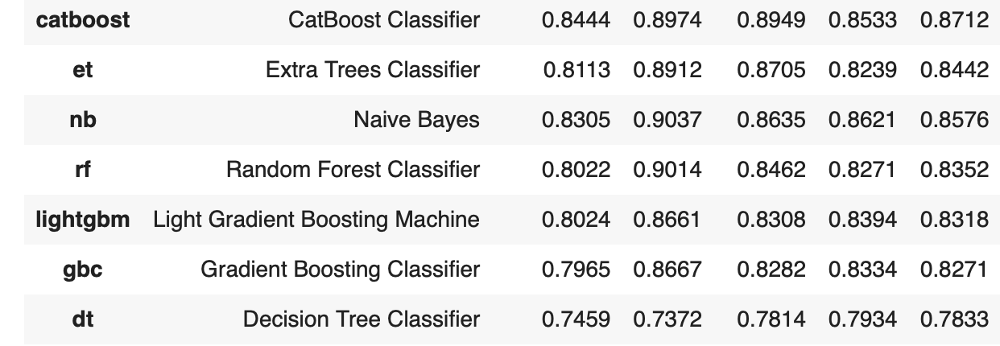 catboost CatBoost Classifier 0.8444 0.8974 0.8949 0.8533 0.8712
et Extra Trees Classifier 0.8113 0.8912 0.8705 0.8239 0.8442
nb Naive Bayes 0.8305 0.9037 0.8635 0.8621 0.8576
rf Random Forest Classifier 0.8022 0.9014 0.8462 0.8271 0.8352
lightgbm Light Gradient Boosting Machine 0.8024 0.8661 0.8308 0.8394 0.8318
gbc Gradient Boosting Classifier 0.7965 0.8667 0.8282 0.8334 0.8271
dt Decision Tree Classifier 0.7459 0.7372 0.7814 0.7934 0.7833